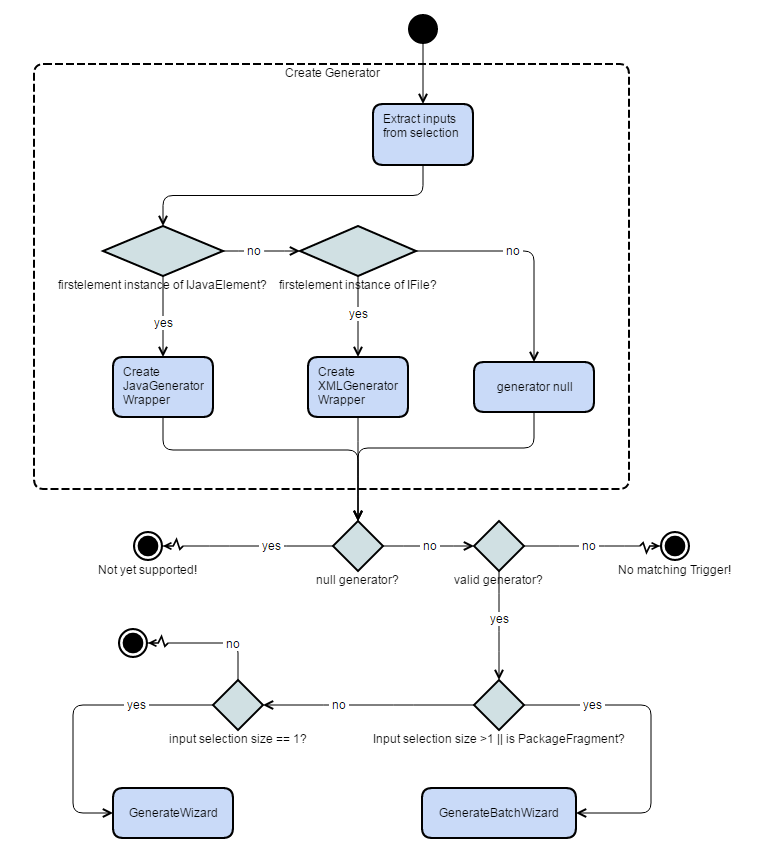 Create Generator
Extract inputs
from selection
no
no
firstelement instance of IJavaElement?
firstelement instance of IFile?
yes
yes
Create
JavaGenerator
Wrapper
Create
XMLGenerator
Wrapper
generator null
yes
no
no
Not yet supported!
null generator?
valid generator?
No matching Trigger!
yes
no
yes
no
yes
input selection size == 1?
Input selection size >1 || is PackageFragment?
GenerateWizard
GenerateBatchWizard